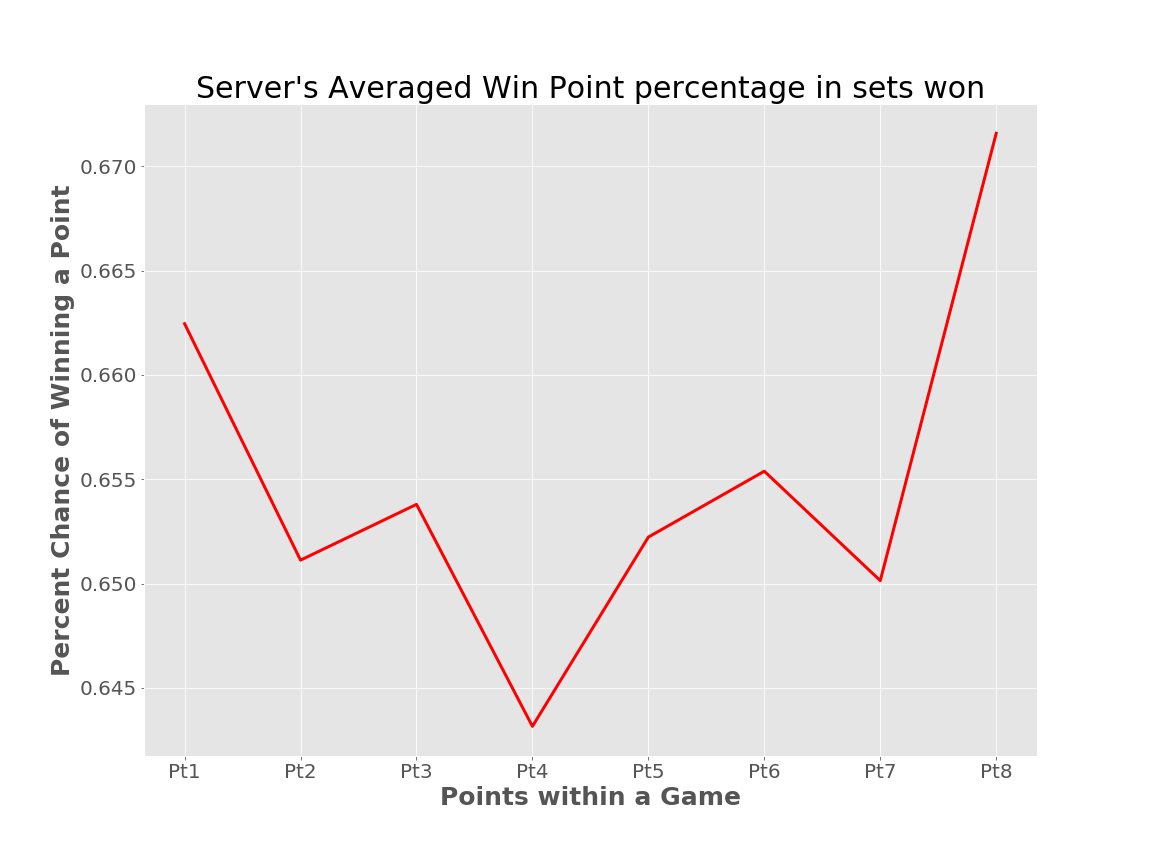 Server's Averaged Win Point percentage in sets won
Percent Chance of Winning a Point
0.670
0.665
0.660
0.655
0.650
0.645
Pt1 Pt2 Pt3 Pt4 Pt5 Pt6 Pt7 Pt8
Points within a Game